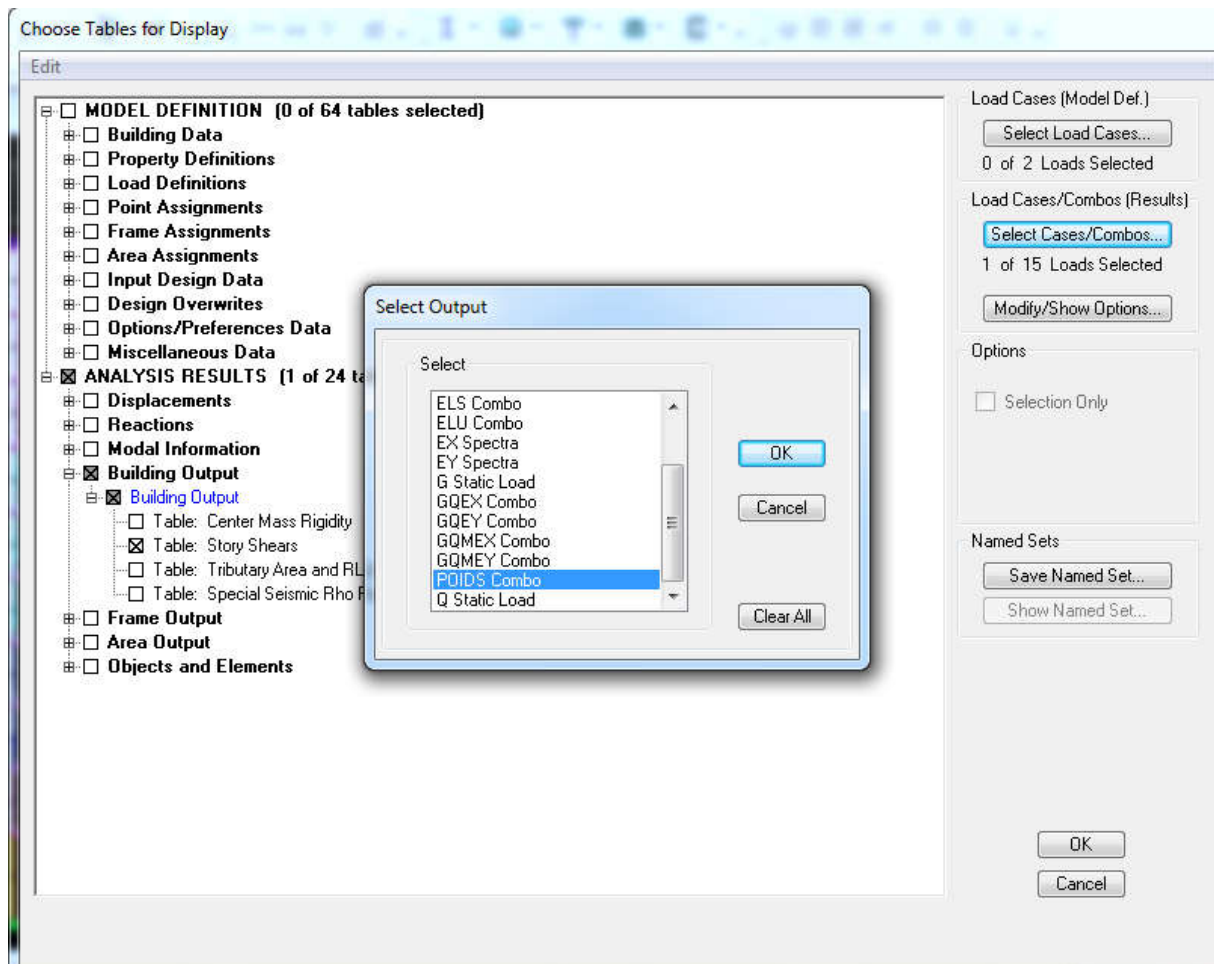 Choose Tables for Display
Edit
MODEL DEFINITION (0 of 64 tables selected)
Building Data
Property Definitions
Load Definitions
Point Assignments
Frame Assignments
Area Assignments
Input Design Data
Design Overwrites
Options/Preferences Data
Miscellaneous Data
ANALYSIS RESULTS (1 of 24 ta
Displacements
Reactions
Modal Information
Building Output
Building Output
Table: Center Mass Rigidity
Table: Story Shears
Table: Tributary Area and RL
Table: Special Seismic Rho F
Frame Output
Area Output
Objects and Elements
Select Output
Select
ELS Combo
ELU Combo
EX Spectra
EY Spectra
G Static Load
GQEX Combo
GQEY Combo
GQMEX Combo
GQMEY Combo
POIDS Combo
Q Static Load
OK
Cancel
Clear All
Load Cases (Model Def.)
Select Load Cases...
0 of 2 Loads Selected
Load Cases/Combos (Results)
Select Cases/Combos...
1 of 15 Loads Selected
Modify/Show Options...
Options
Selection Only
Named Sets
Save Named Set...
Show Named Set...
OK
Cancel